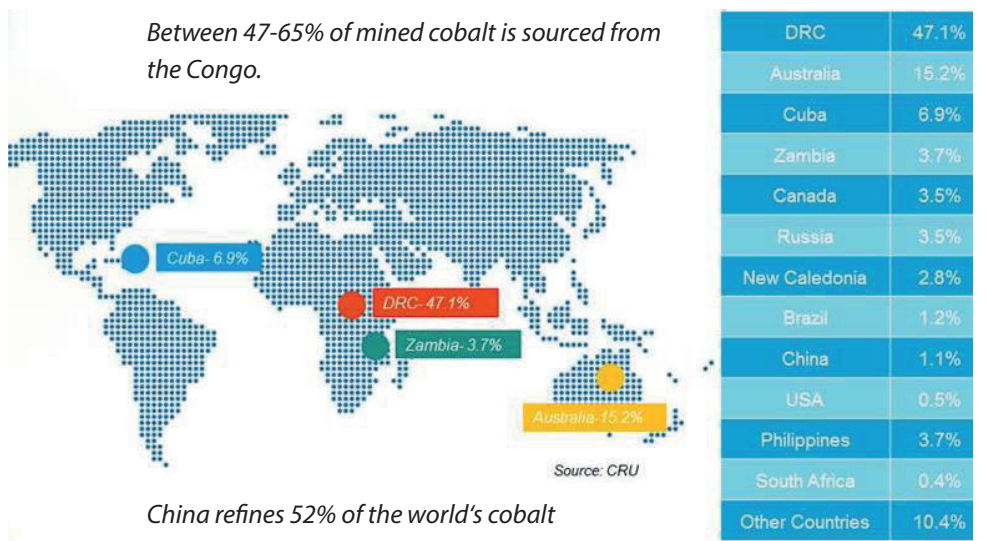 Between 47-65% of mined cobalt is sourced from
the Congo.
Cuba- 6.9%
DRC- 47.1%
Zambia- 3.7%
Australia-15.2%
Source: CRU
China refines 52% of the world‘s cobalt
DRC 47.1%
Australia 15.2%
Cuba 6.9%
Zambia 3.7%
Canada 3.5%
Russia 3.5%
New Caledonia 2.8%
Brazil 1.2%
China 1.1%
USA 0.5%
Philippines 3.7%
South Africa 0.4%
Other Countries 10.4%